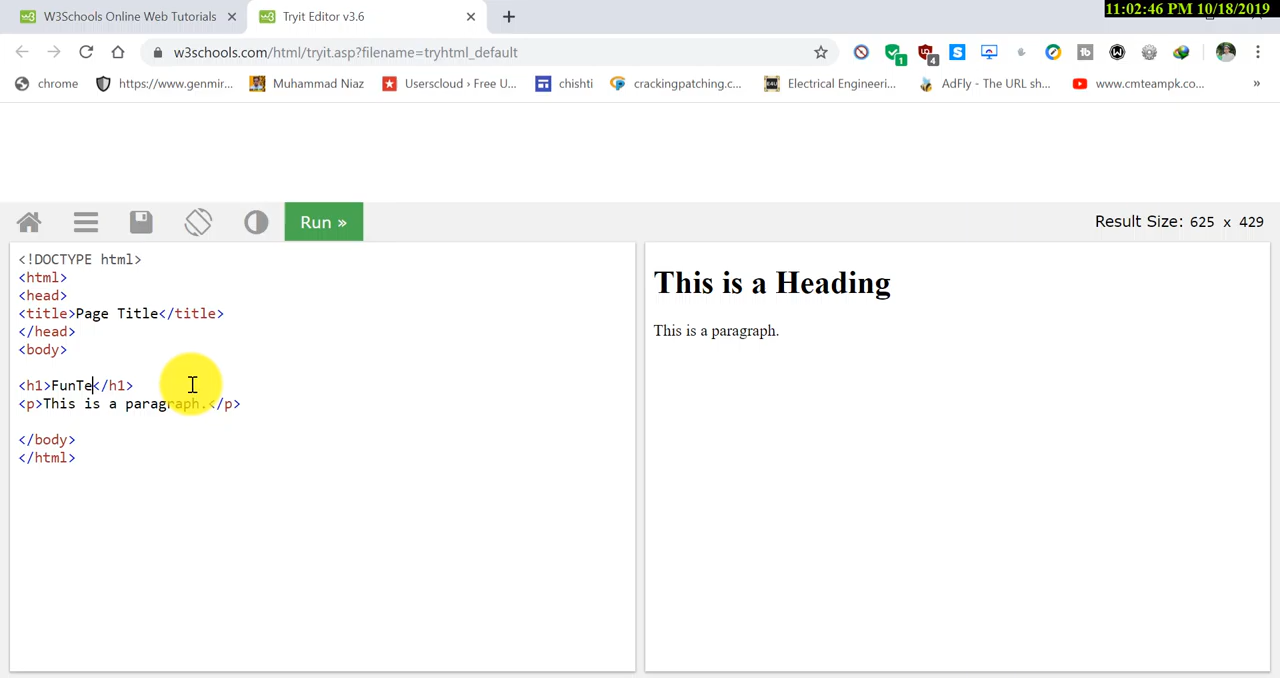 W3Schools Online Web Tutorials
Tryit Editor v3.6
11:02:46 PM 10/18/2019
w3schools.com/html/tryit.asp?filename=tryhtml_default
1
4
chrome
https://www.genmir...
Muhammad Niaz
Userscloud › Free U...
chishti
crackingpatching.c...
Electrical Engineeri...
AdFly - The URL sh...
www.cmteampk.co...
»
Run »
Result Size: 625 x 429
<!DOCTYPE html>
<html>
<head>
<title>Page Title</title>
</head>
<body>
<h1>FunTe</h1>
<p>This is a paragraph.</p>
</body>
</html>
This is a Heading
This is a paragraph.